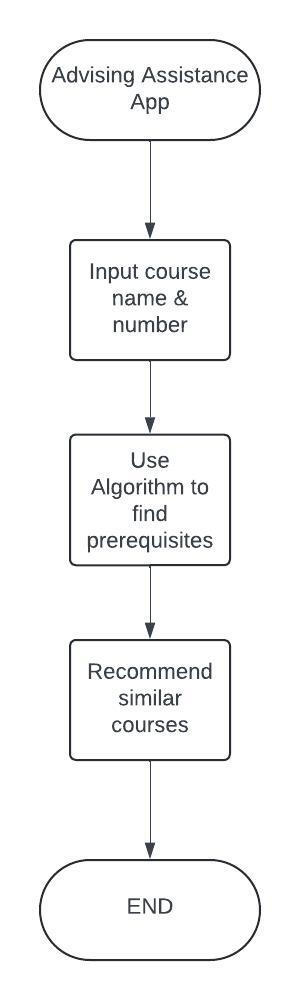 Advising Assistance
App
Input course
name &
number
Use
Algorithm to
find
prerequisites
Recommend
similar
courses
END